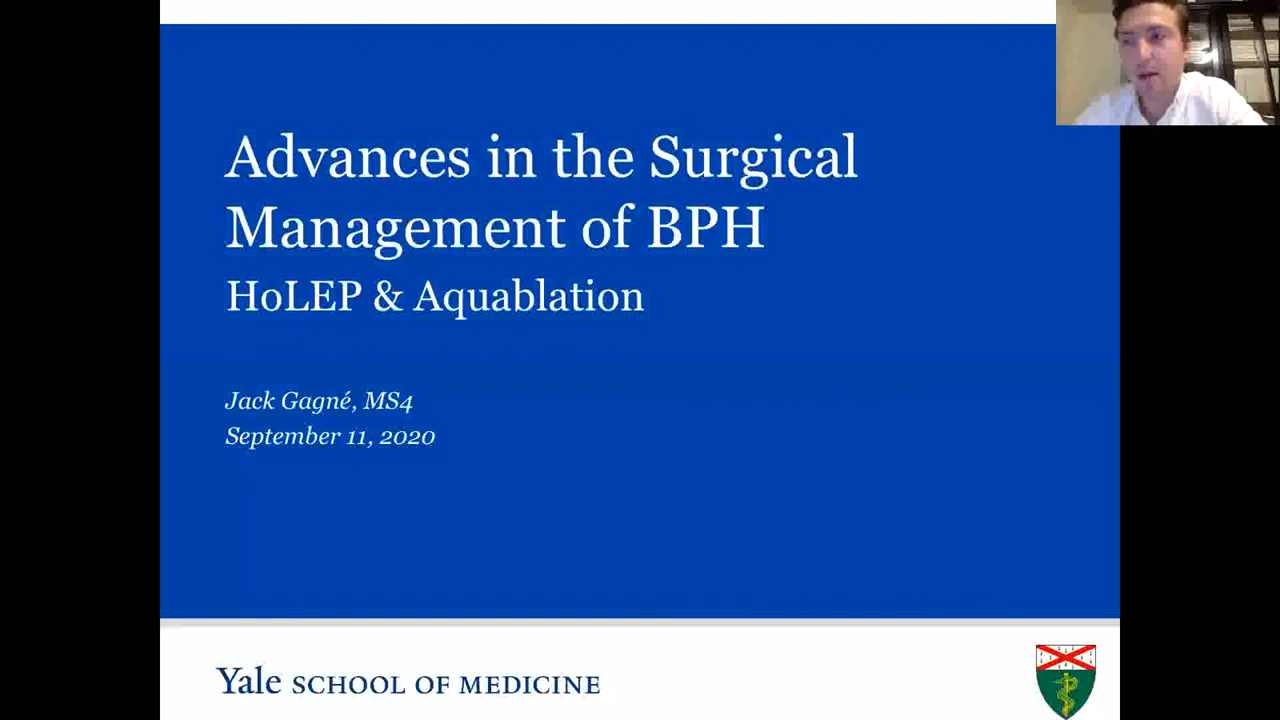 Advances in the Surgical
Management of BPH
HoLEP & Aquablation
Jack Gagné, MS4
September 11, 2020
Yale SCHOOL OF MEDICINE